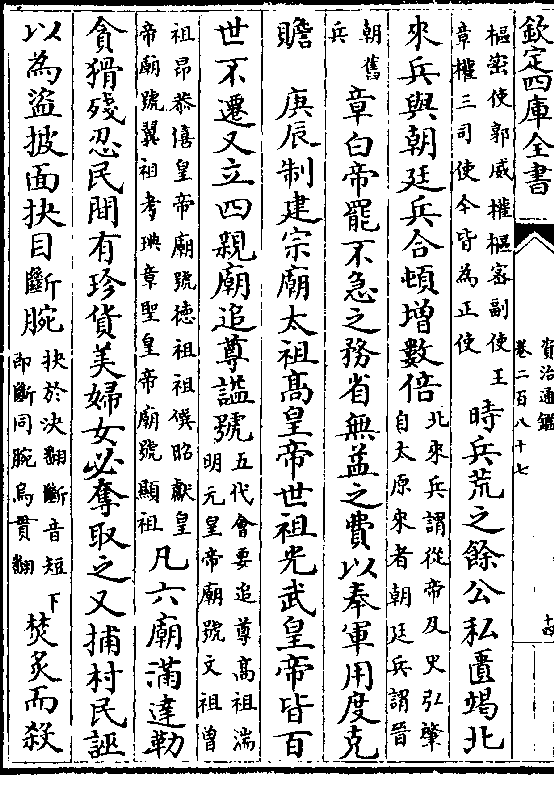 欽定四庫全書
資治通鑑
卷二百八十七
十四
樞密使郭威權樞密副使王
章權三司使今皆為正使
時兵荒之餘公私匱竭北
來兵與朝廷兵合頓增數倍
北來兵謂從帝及史弘肇
自太原來者朝廷兵謂晉
朝舊
兵
章白帝罷不急之務省無益之費以奉軍用度克
贍　庚辰制建宗廟太祖高皇帝世祖光武皇帝皆百
世不遷又立四親廟追尊諡號
五代會要追尊高祖湍
明元皇帝廟號文祖曾
祖昂恭僖皇帝廟號德祖祖僎昭獻皇
帝廟號翼祖考琠章聖皇帝廟號顯祖
凡六廟滿達勒
貪猾殘忍民間有珍貨美婦女必奪取之又捕村民誣
以為盜披面抉目斷腕
抉於決翻斷音短下
即斷同腕烏貫翻
焚炙而殺